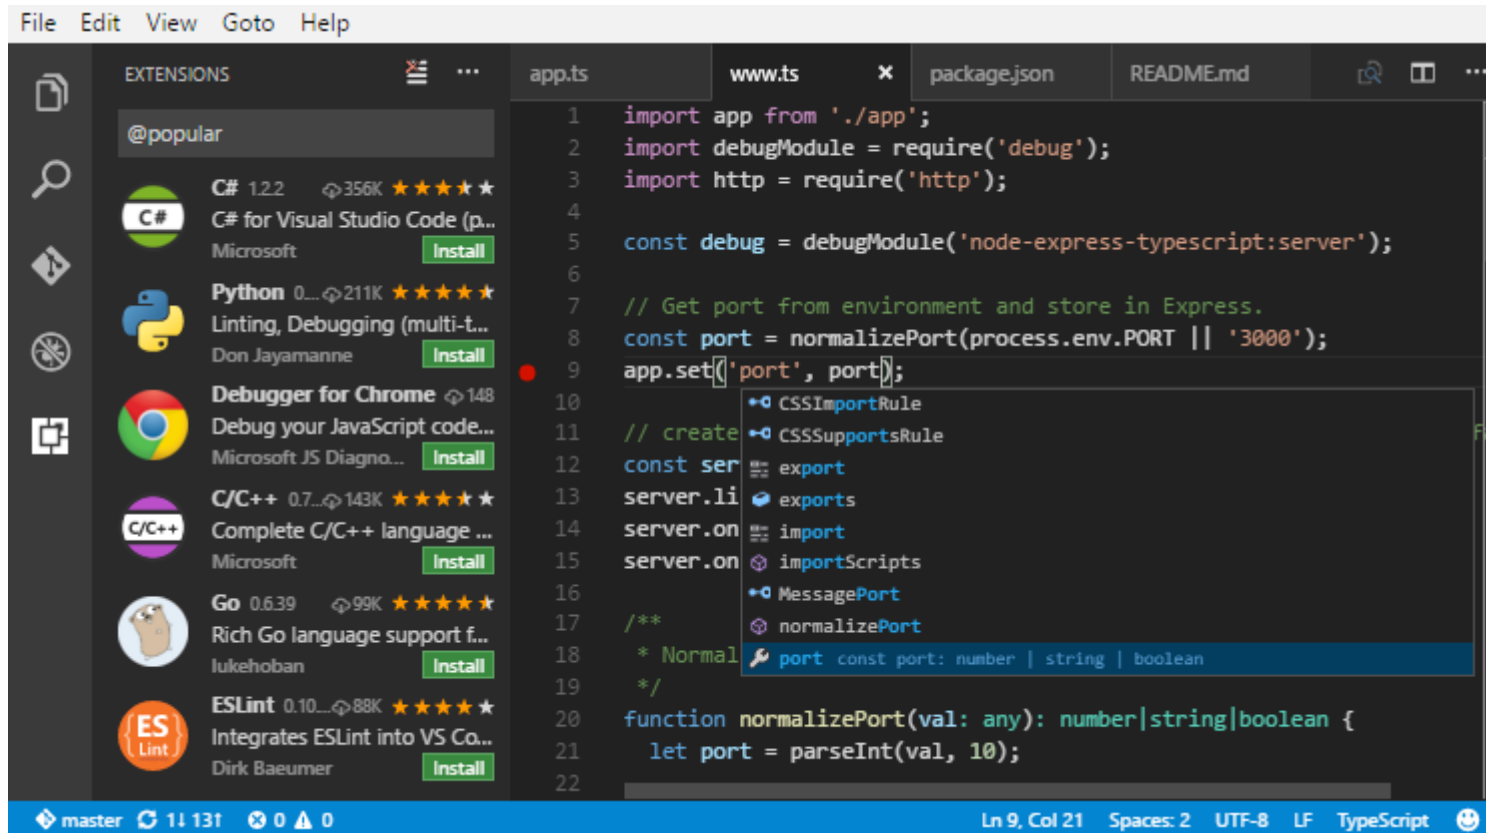 File Edit View Goto Help
EXTENSIONS ...
@popular
C# 1.2.2 356K
C# for Visual Studio Code (p...
Microsoft Install
C#
Python 0.... 211K
Linting, Debugging (multi-t...
Don Jayamanne Install
Debugger for Chrome 148
Debug your JavaScript code...
Microsoft JS Diagno... Install
C/C++ 0.7... 143K
Complete C/C++ language ...
Microsoft Install
C/C++
Go 0.6.39 99K
Rich Go language support f...
lukehoban Install
ESLint 0.10.... 88K
Integrates ESLint into VS Co...
Dirk Baeumer Install
ES
Lint
app.ts www.ts × package.json README.md ...
1 import app from './app';
2 import debugModule = require('debug');
3 import http = require('http');
4
5 const debug = debugModule('node-express-typescript:server');
6
7 // Get port from environment and store in Express.
8 const port = normalizePort(process.env.PORT || '3000');
9 app.set('port', port);
10
11 // create
12 const ser
13 server.li
14 server.on
15 server.on
16
17 /**
18 * Normal
19 */
20 function normalizePort(val: any): number|string|boolean {
21 let port = parseInt(val, 10);
22
CSSImportRule
CSSSupportsRule
export
exports
import
importScripts
MessagePort
normalizePort
port const port: number | string | boolean
master 1↓ 13↑ 0 0 Ln 9, Col 21 Spaces: 2 UTF-8 LF TypeScript